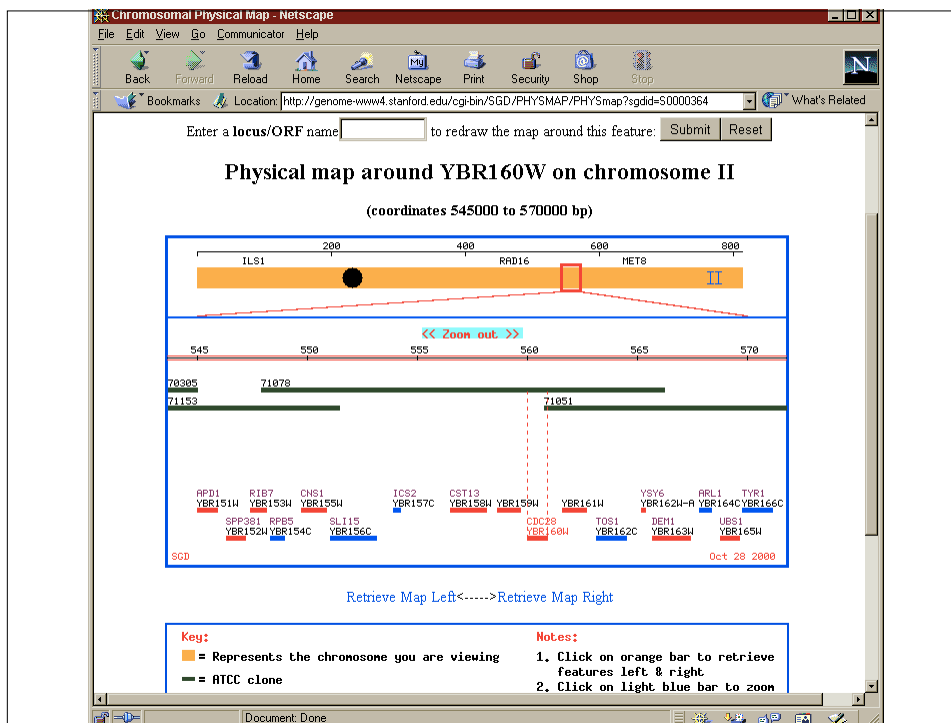 Chromosomal Physical Map - Netscape
File Edit View Go Communicator Help
Back Forward Reload Home Search Netscape Print Security Shop Stop
My
N
Bookmarks Location: http://genome-www4.stanford.edu/cgi-bin/SGD/PHYSMAP/PHYSmap?sgdid=S0000364 What's Related
Enter a locus/ORF name to redraw the map around this feature: Submit Reset
Physical map around YBR160W on chromosome II
(coordinates 545000 to 570000 bp)
200 400 600 800
ILS1 RAD16 MET8
II
<< Zoom out >>
545 550 555 560 565 570
70305 71078
71153 71051
APD1 RIB7 CNS1 ICS2 CST13 YSY6 ARL1 TYR1
YBR151W YBR153W YBR155W YBR157C YBR158W YBR159W YBR161W YBR162W-A YBR164C YBR166C
SPP381 RPB5 SLI15 CDC28 TOS1 DEM1 UBS1
YBR152W YBR154C YBR156C YBR160W YBR162C YBR163W YBR165W
SGD Oct 28 2000
Retrieve Map Left<----->Retrieve Map Right
Key: Notes:
= Represents the chromosome you are viewing 1. Click on orange bar to retrieve
features left & right
= ATCC clone 2. Click on light blue bar to zoom
Document: Done